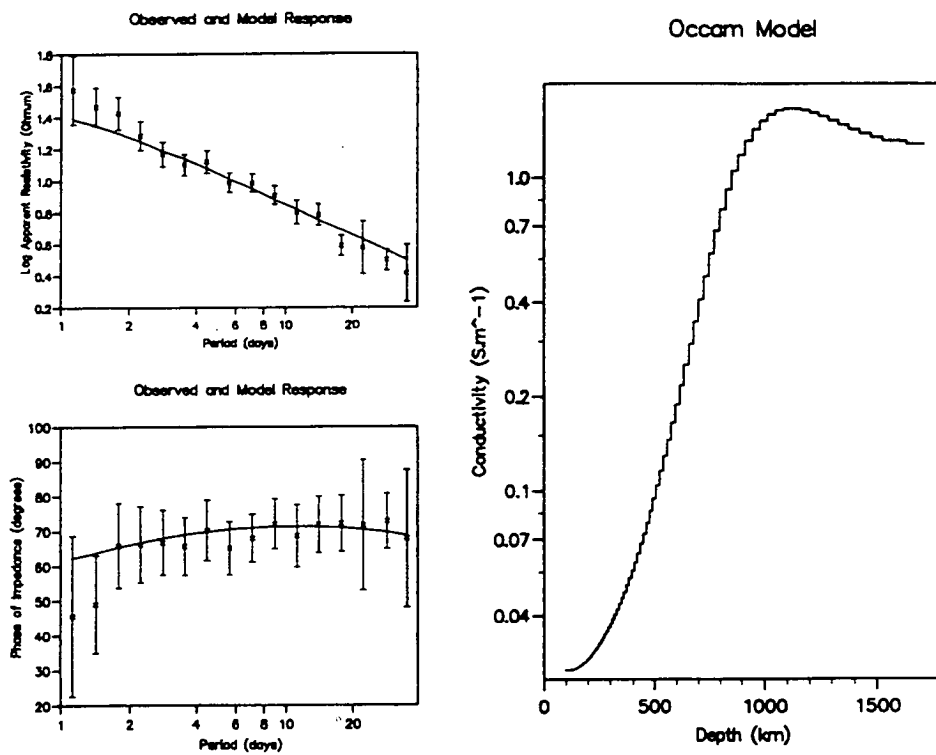 Observed and Model Response
1.8
1.6
1.4
1.2
1.0
0.8
0.6
0.4
0.2
Log Apparent Resistivity (Ohm.m)
1 2 4 6 8 10 20
Period (days)
Observed and Model Response
100
90
80
70
60
50
40
30
20
Phase of Impedance (degrees)
1 2 4 6 8 10 20
Period (days)
Occam Model
1.0
0.7
0.4
0.2
0.1
0.07
0.04
Conductivity (S.m^-1)
0 500 1000 1500
Depth (km)